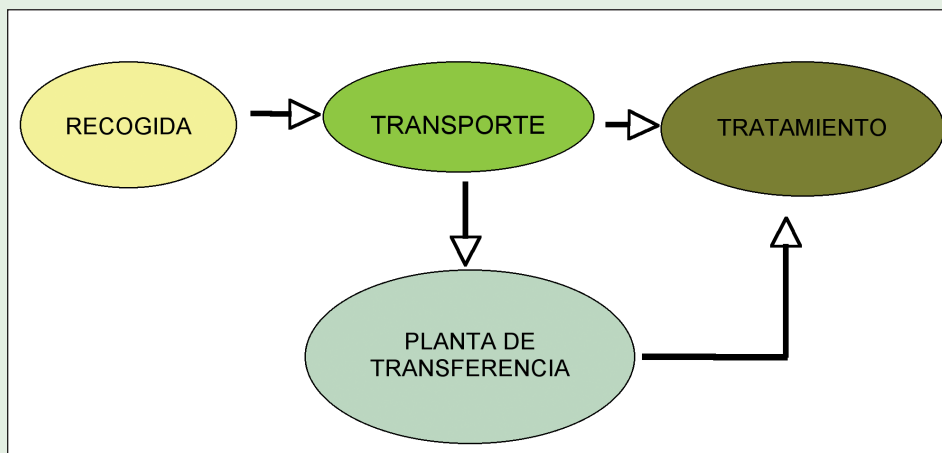 RECOGIDA
TRANSPORTE
TRATAMIENTO
PLANTA DE
TRANSFERENCIA